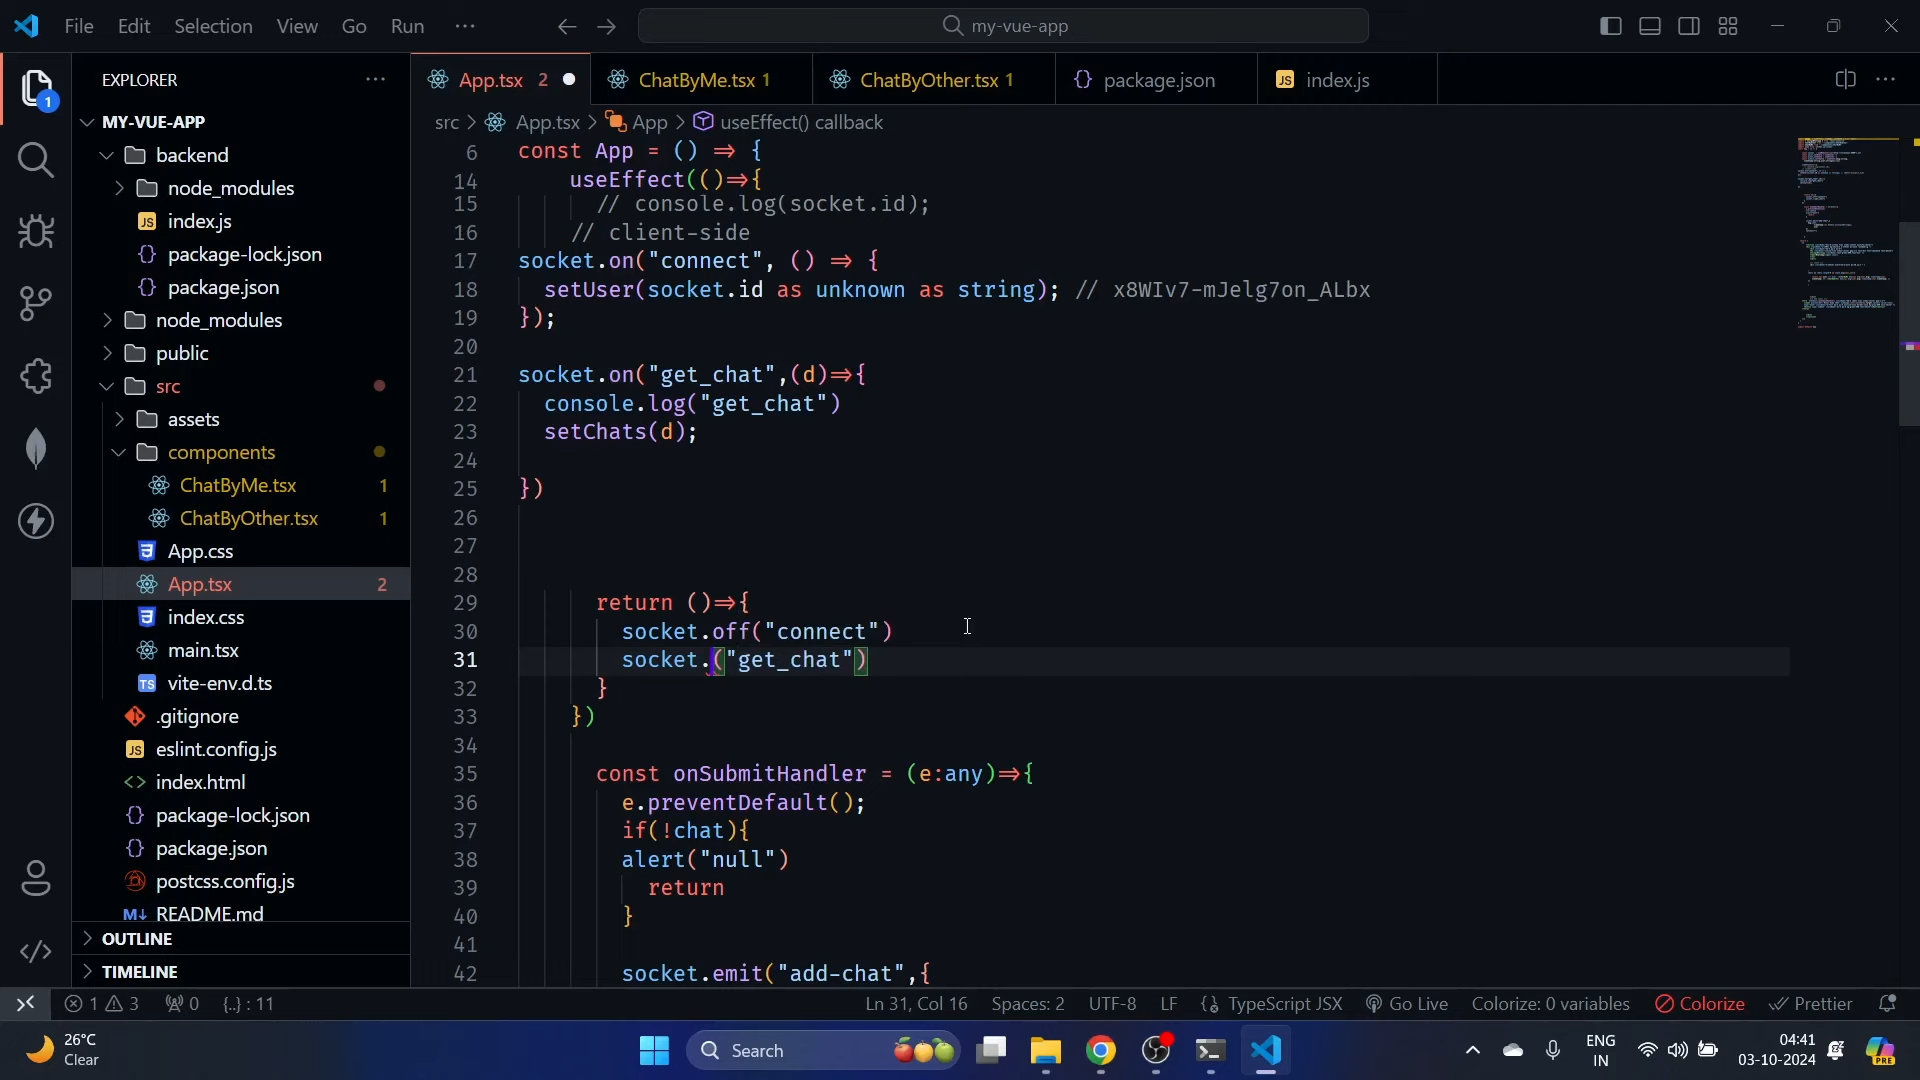 File Edit Selection View Go Run ···
my-vue-app
EXPLORER ···
App.tsx 2
ChatByMe.tsx 1
ChatByOther.tsx 1
{} package.json
JS index.js
src > App.tsx > App > useEffect() callback
MY-VUE-APP
backend
node_modules
JS index.js
{} package-lock.json
{} package.json
node_modules
public
src
assets
components
ChatByMe.tsx 1
ChatByOther.tsx 1
App.css
App.tsx 2
index.css
main.tsx
TS vite-env.d.ts
.gitignore
JS eslint.config.js
<> index.html
{} package-lock.json
{} package.json
postcss.config.js
M↓ README.md
OUTLINE
TIMELINE
6 const App = () => {
14 useEffect(()=>{
15 // console.log(socket.id);
16 // client-side
17 socket.on("connect", () => {
18 setUser(socket.id as unknown as string); // x8WIv7-mJelg7on_ALbx
19 });
20
21 socket.on("get_chat",(d)=>{
22 console.log("get_chat")
23 setChats(d);
24
25 })
26
27
28
29 return ()=>{
30 socket.off("connect")
31 socket.("get_chat")
32 }
33 })
34
35 const onSubmitHandler = (e:any)=>{
36 e.preventDefault();
37 if(!chat){
38 alert("null")
39 return
40 }
41
42 socket.emit("add-chat",{
1 3 0 {..} : 11
Ln 31, Col 16 Spaces: 2 UTF-8 LF {} TypeScript JSX Go Live Colorize: 0 variables Colorize Prettier
26°C
Clear
Search
ENG
IN
04:41
03-10-2024
PRE